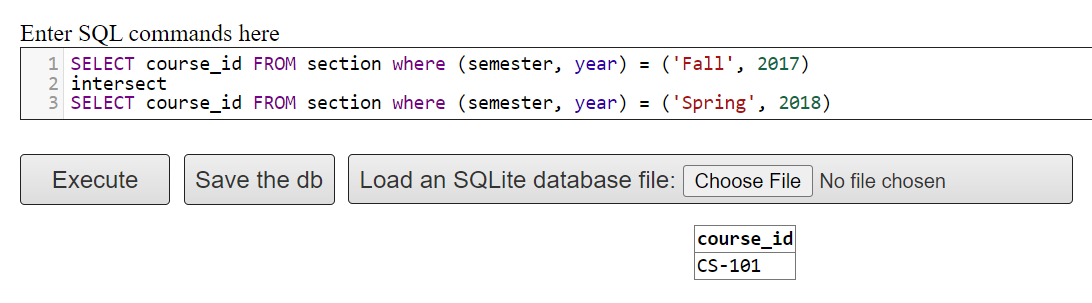 Enter SQL commands here
1 SELECT course_id FROM section where (semester, year) = ('Fall', 2017)
2 intersect
3 SELECT course_id FROM section where (semester, year) = ('Spring', 2018)
Execute Save the db Load an SQLite database file: Choose File No file chosen
course_id
CS-101